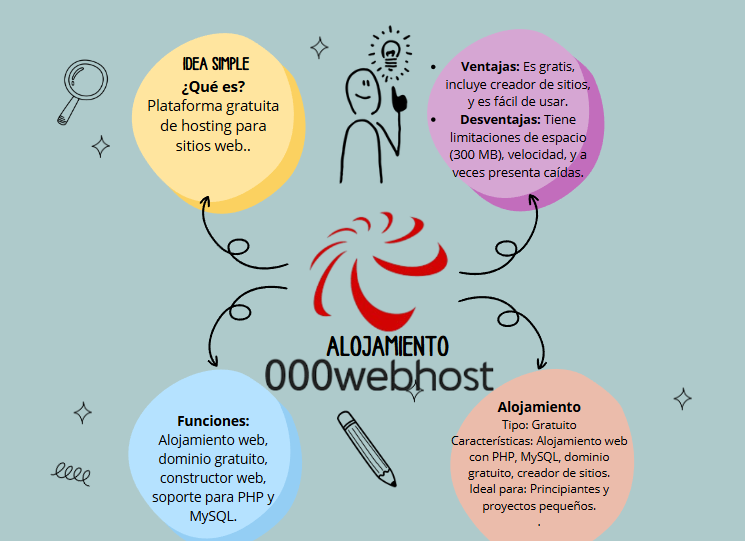 IDEA SIMPLE
¿Qué es?
Plataforma gratuita
de hosting para
sitios web..
• Ventajas: Es gratis,
incluye creador de sitios,
y es fácil de usar.
• Desventajas: Tiene
limitaciones de espacio
(300 MB), velocidad, y a
veces presenta caídas.
ALOJAMIENTO
000webhost
Funciones:
Alojamiento web,
dominio gratuito,
constructor web,
soporte para PHP y
MySQL.
Alojamiento
Tipo: Gratuito
Características: Alojamiento web
con PHP, MySQL, dominio
gratuito, creador de sitios.
Ideal para: Principiantes y
proyectos pequeños.
.